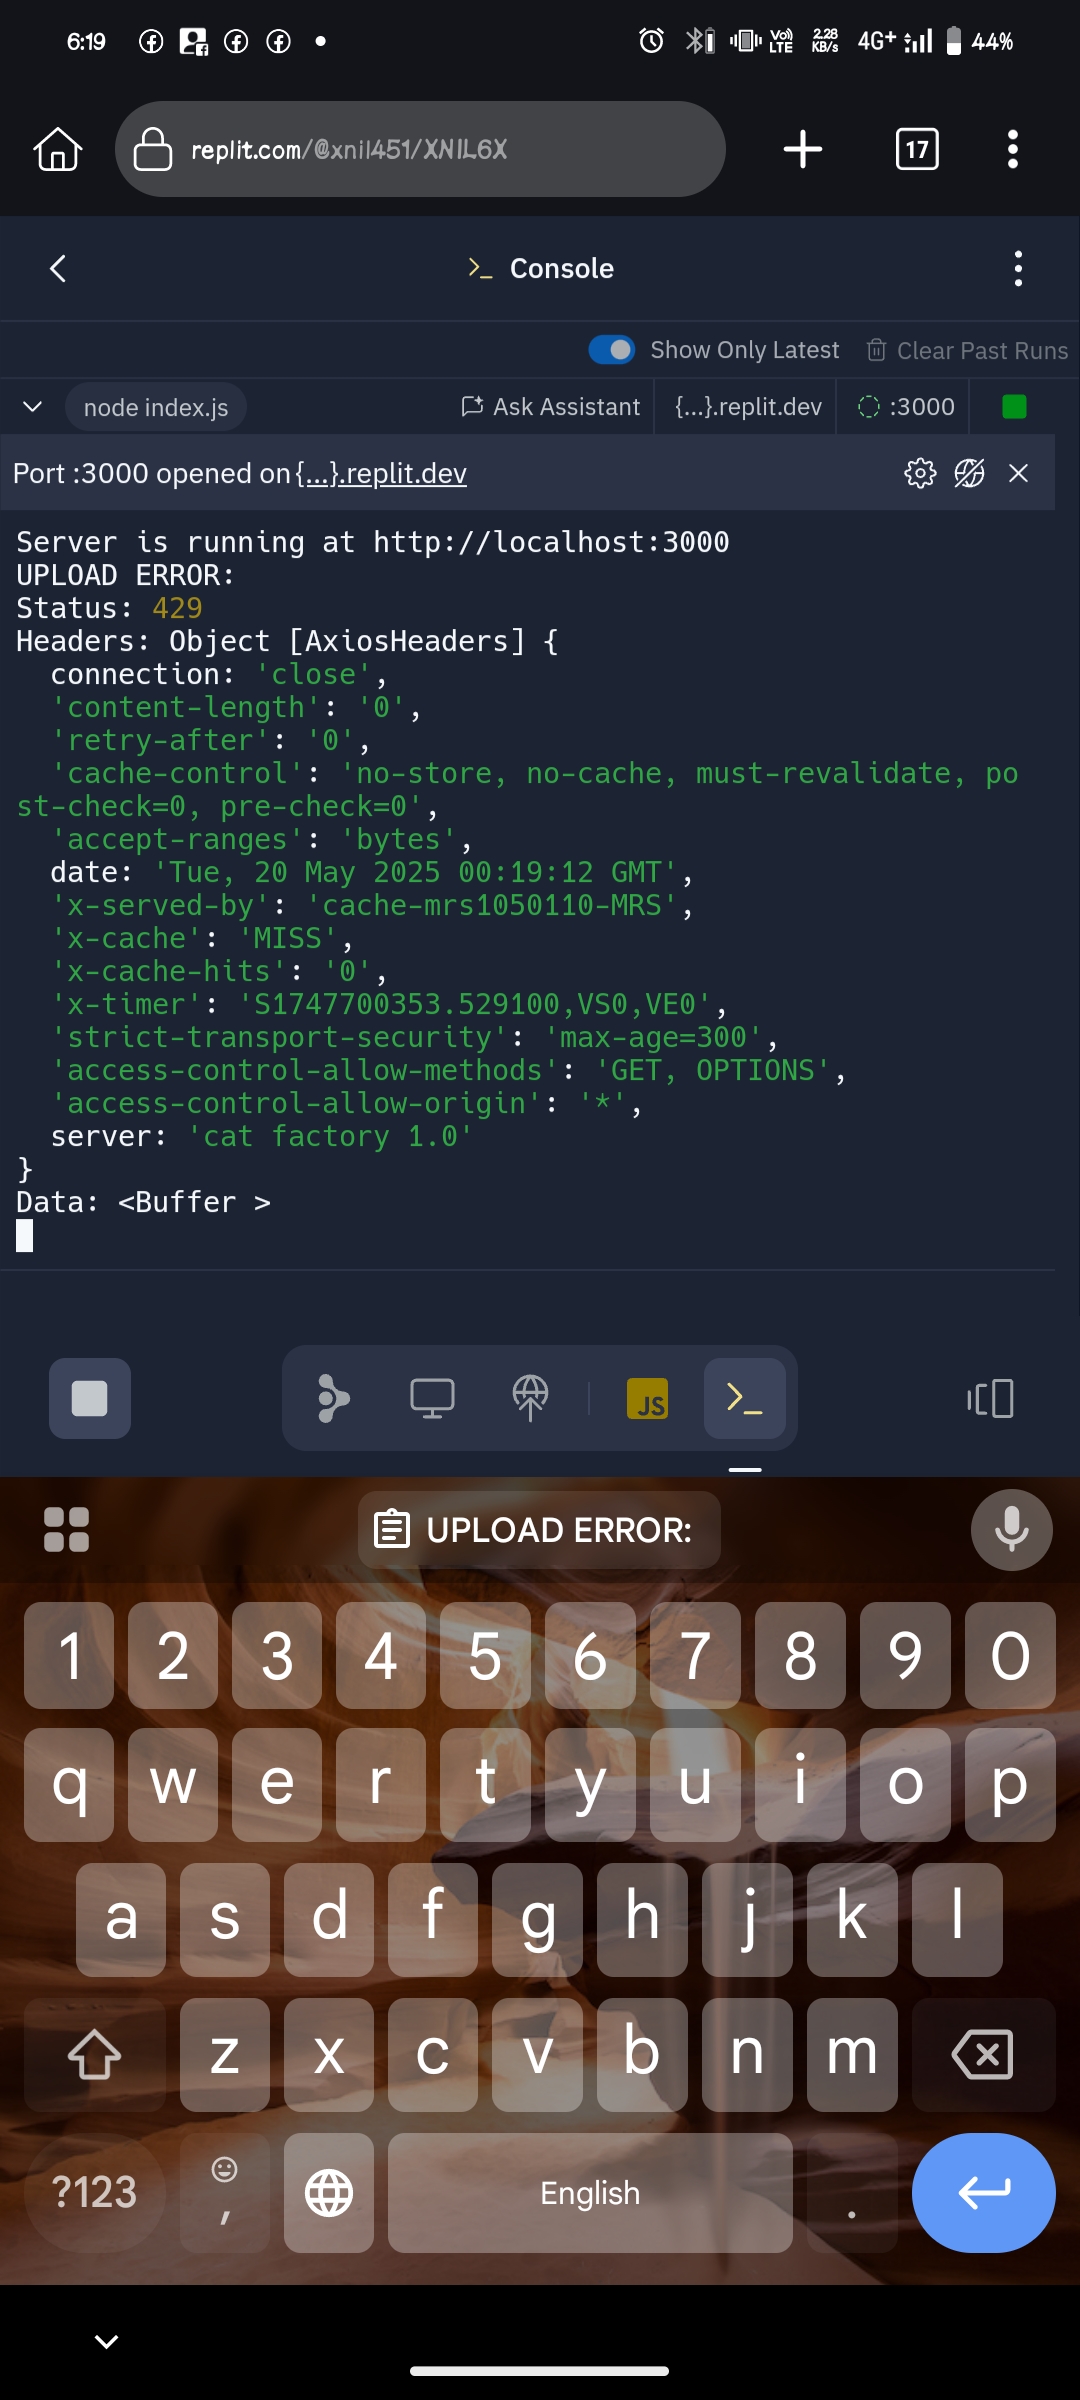 6:19
Vo) LTE
2.28 KB/s
4G+
44%
replit.com/@xnil451/XNIL6X
17
>_ Console
Show Only Latest
Clear Past Runs
node index.js
Ask Assistant
{...}.replit.dev
:3000
Port :3000 opened on {...}.replit.dev
Server is running at http://localhost:3000
UPLOAD ERROR:
Status: 429
Headers: Object [AxiosHeaders] {
connection: 'close',
'content-length': '0',
'retry-after': '0',
'cache-control': 'no-store, no-cache, must-revalidate, po
st-check=0, pre-check=0',
'accept-ranges': 'bytes',
date: 'Tue, 20 May 2025 00:19:12 GMT',
'x-served-by': 'cache-mrs1050110-MRS',
'x-cache': 'MISS',
'x-cache-hits': '0',
'x-timer': 'S1747700353.529100,VS0,VE0',
'strict-transport-security': 'max-age=300',
'access-control-allow-methods': 'GET, OPTIONS',
'access-control-allow-origin': '*',
server: 'cat factory 1.0'
}
Data: <Buffer >
JS
UPLOAD ERROR:
1 2 3 4 5 6 7 8 9 0
q w e r t y u i o p
a s d f g h j k l
z x c v b n m
?123 , English .